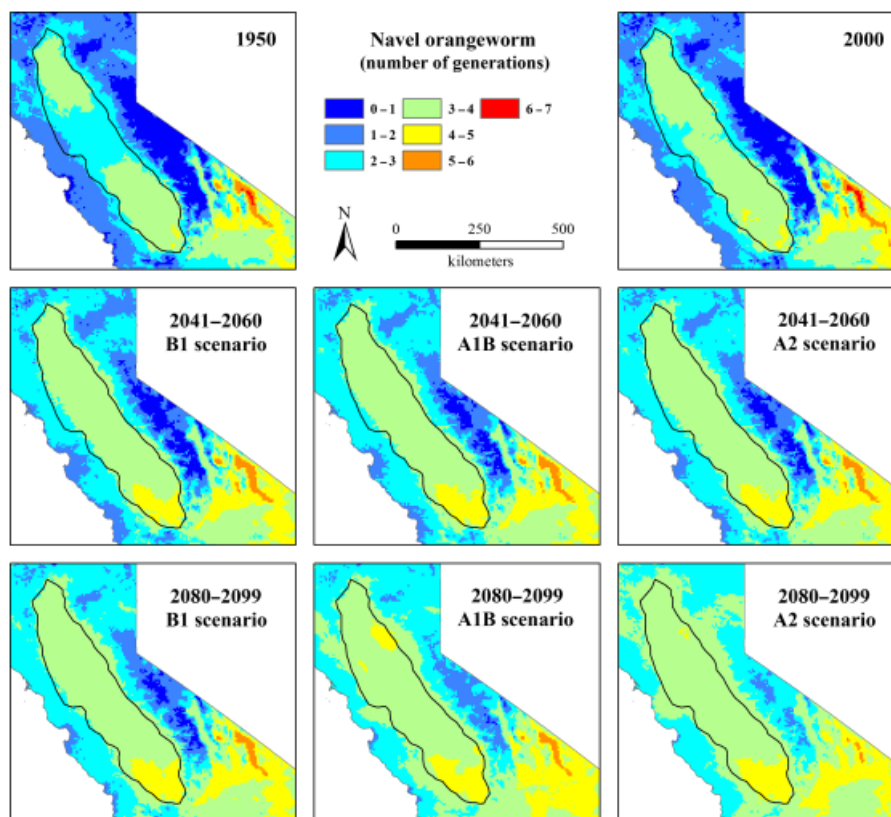 1950
Navel orangeworm
(number of generations)
0–1
3–4
6–7
1–2
4–5
2–3
5–6
N
0 250 500
kilometers
2000
2041–2060
B1 scenario
2041–2060
A1B scenario
2041–2060
A2 scenario
2080–2099
B1 scenario
2080–2099
A1B scenario
2080–2099
A2 scenario